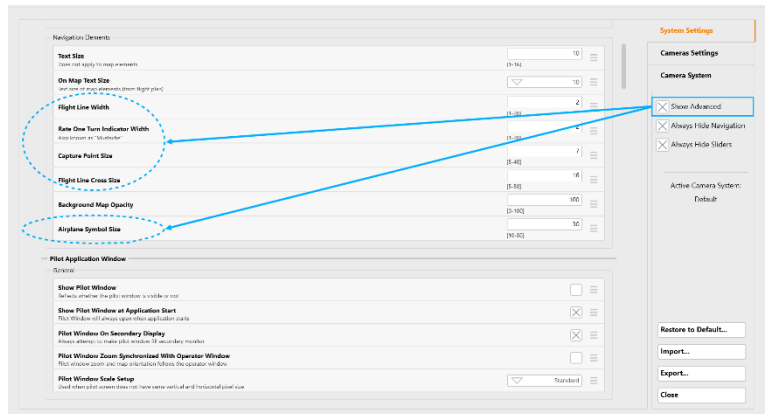 Navigation Elements
Text Size
Does not apply to map elements
10
[1-16]
On Map Text Size
Text size of map elements (from flight plan)
10
Flight Line Width
2
Rate One Turn Indicator Width
Also known as "Mustache"
2
Capture Point Size
7
[5-40]
Flight Line Cross Size
16
[5-50]
Background Map Opacity
100
[0-100]
Airplane Symbol Size
30
Pilot Application Window
General
Show Pilot Window
Reflects whether the pilot window is visible or not
Show Pilot Window at Application Start
Pilot Window will always open when application starts
Pilot Window On Secondary Display
Always attempt to make pilot window fill secondary monitor
Pilot Window Zoom Synchronized With Operator Window
Pilot window zoom and map orientation follows the operator window
Pilot Window Scale Setup
Used when pilot screen does not have same vertical and horizontal pixel size
Standard
System Settings
Cameras Settings
Camera System
Show Advanced
Always Hide Navigation
Always Hide Sliders
Active Camera System:
Default
Restore to Default...
Import...
Export...
Close